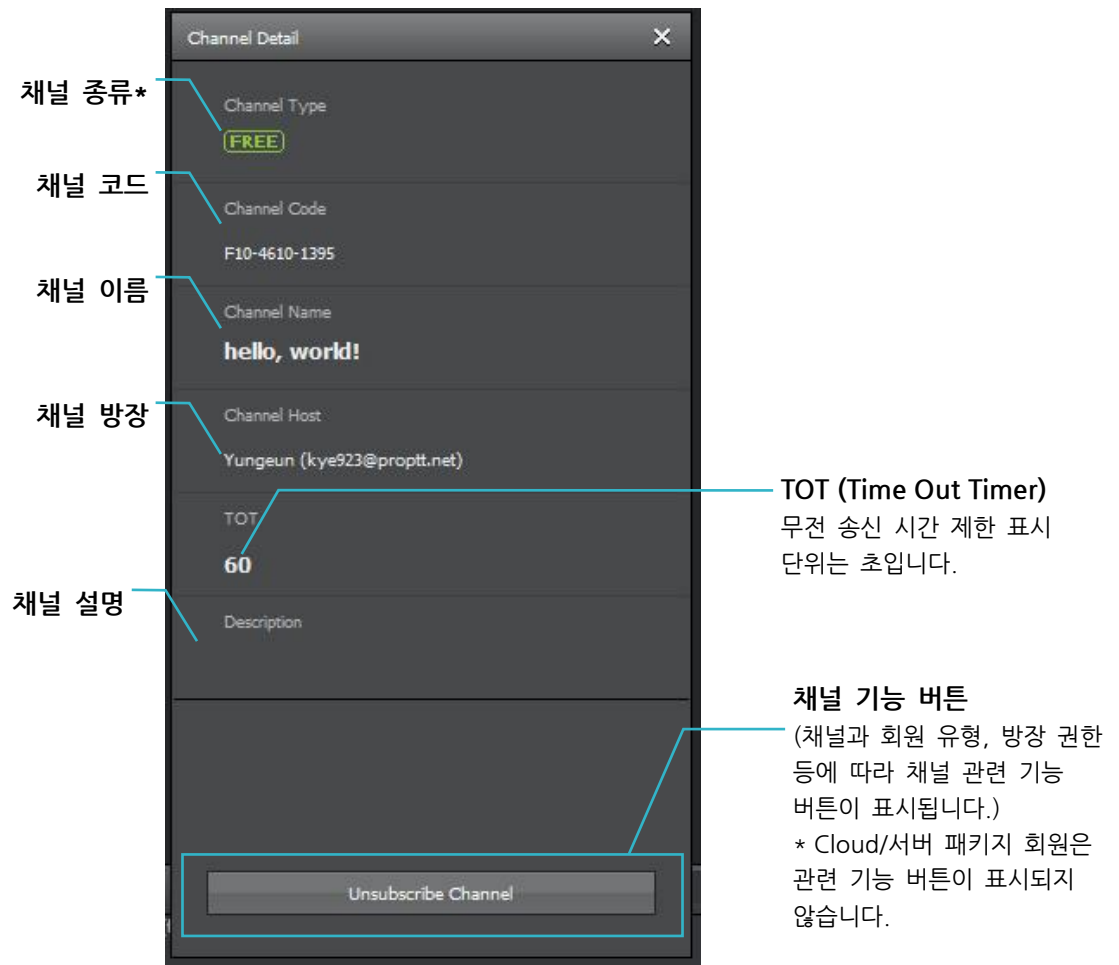 Channel Detail
채널 종류*
Channel Type
FREE
채널 코드
Channel Code
F10-4610-1395
채널 이름
Channel Name
hello, world!
채널 방장
Channel Host
Yungeun (kye923@proptt.net)
TOT
60
TOT (Time Out Timer)
무전 송신 시간 제한 표시
단위는 초입니다.
채널 설명
Description
채널 기능 버튼
(채널과 회원 유형, 방장 권한
등에 따라 채널 관련 기능
버튼이 표시됩니다.)
* Cloud/서버 패키지 회원은
관련 기능 버튼이 표시되지
않습니다.
Unsubscribe Channel